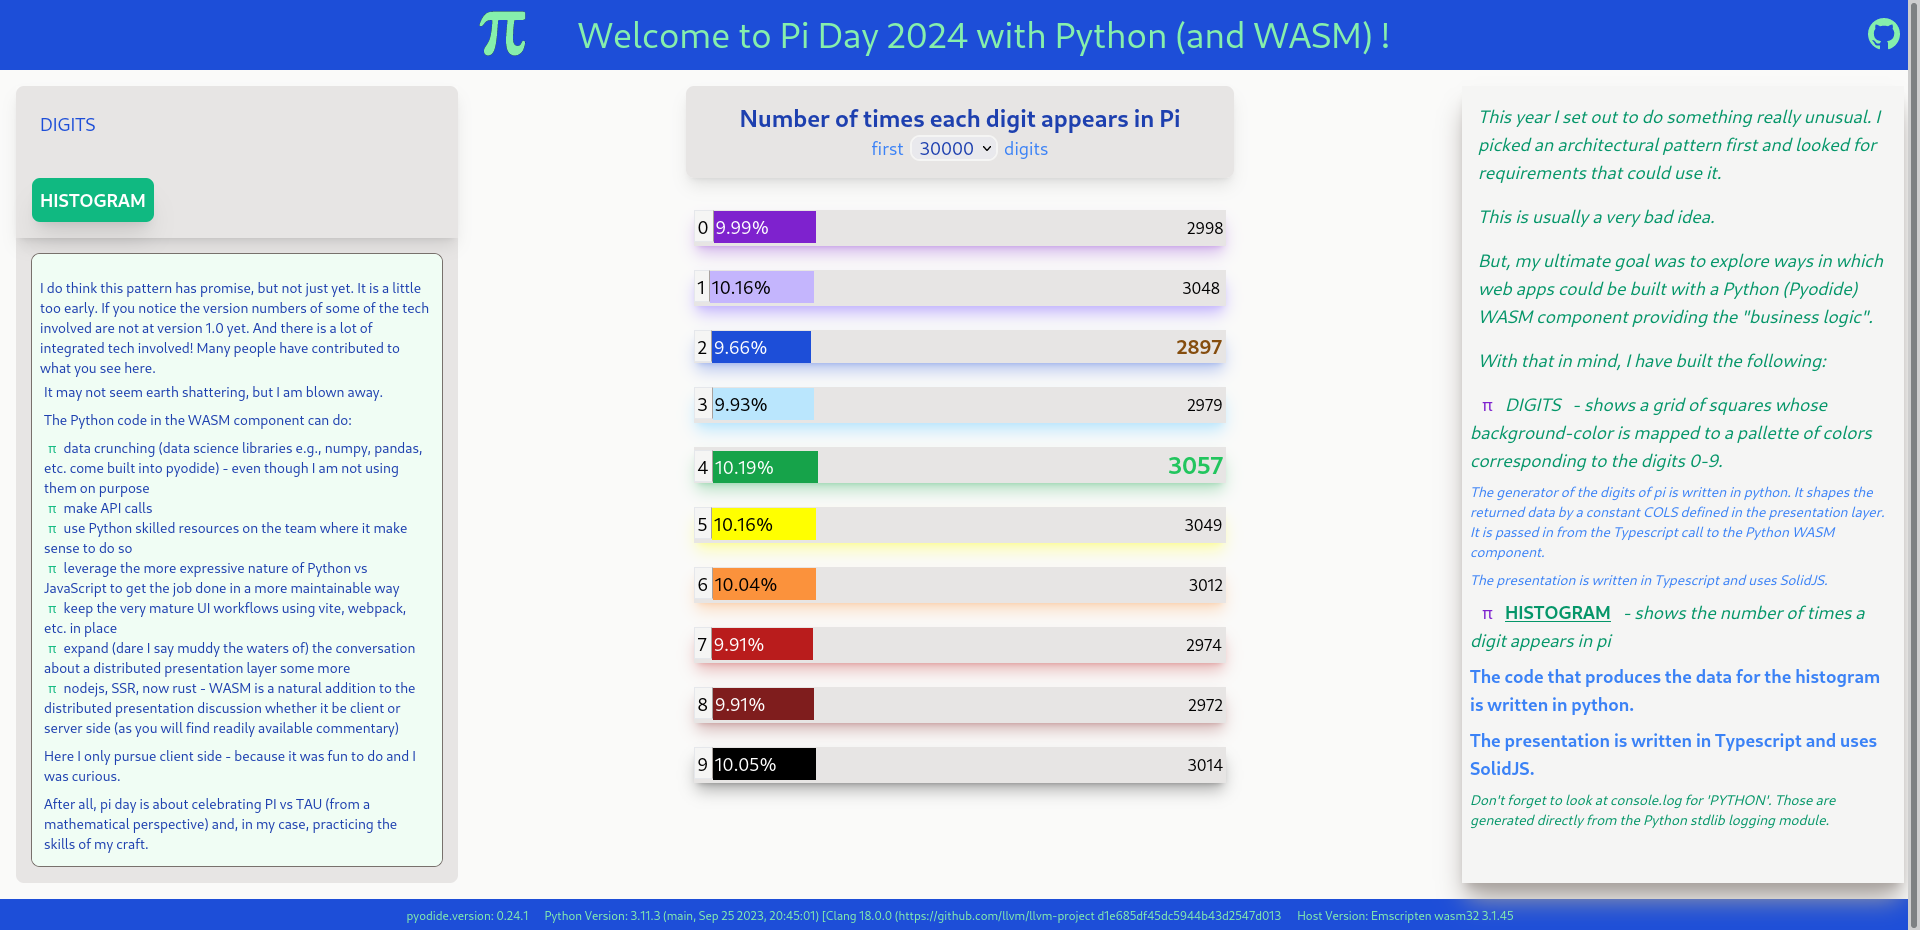 π Welcome to Pi Day 2024 with Python (and WASM) !
DIGITS
HISTOGRAM
I do think this pattern has promise, but not just yet. It is a little
too early. If you notice the version numbers of some of the tech
involved are not at version 1.0 yet. And there is a lot of
integrated tech involved! Many people have contributed to
what you see here.
It may not seem earth shattering, but I am blown away.
The Python code in the WASM component can do:
π data crunching (data science libraries e.g., numpy, pandas,
etc. come built into pyodide) - even though I am not using
them on purpose
π make API calls
π use Python skilled resources on the team where it make
sense to do so
π leverage the more expressive nature of Python vs
JavaScript to get the job done in a more maintainable way
π keep the very mature UI workflows using vite, webpack,
etc. in place
π expand (dare I say muddy the waters of) the conversation
about a distributed presentation layer some more
π nodejs, SSR, now rust - WASM is a natural addition to the
distributed presentation discussion whether it be client or
server side (as you will find readily available commentary)
Here I only pursue client side - because it was fun to do and I
was curious.
After all, pi day is about celebrating PI vs TAU (from a
mathematical perspective) and, in my case, practicing the
skills of my craft.
Number of times each digit appears in Pi
first 30000 digits
0 9.99% 2998
1 10.16% 3048
2 9.66% 2897
3 9.93% 2979
4 10.19% 3057
5 10.16% 3049
6 10.04% 3012
7 9.91% 2974
8 9.91% 2972
9 10.05% 3014
This year I set out to do something really unusual. I
picked an architectural pattern first and looked for
requirements that could use it.
This is usually a very bad idea.
But, my ultimate goal was to explore ways in which
web apps could be built with a Python (Pyodide)
WASM component providing the "business logic".
With that in mind, I have built the following:
π DIGITS - shows a grid of squares whose
background-color is mapped to a pallette of colors
corresponding to the digits 0-9.
The generator of the digits of pi is written in python. It shapes the
returned data by a constant COLS defined in the presentation layer.
It is passed in from the Typescript call to the Python WASM
component.
The presentation is written in Typescript and uses SolidJS.
π HISTOGRAM - shows the number of times a
digit appears in pi
The code that produces the data for the histogram
is written in python.
The presentation is written in Typescript and uses
SolidJS.
Don't forget to look at console.log for 'PYTHON'. Those are
generated directly from the Python stdlib logging module.
pyodide.version: 0.24.1 Python Version: 3.11.3 (main, Sep 25 2023, 20:45:01) [Clang 18.0.0 (https://github.com/llvm/llvm-project d1e685df45dc5944b43d2547d013 Host Version: Emscripten wasm32 3.1.45